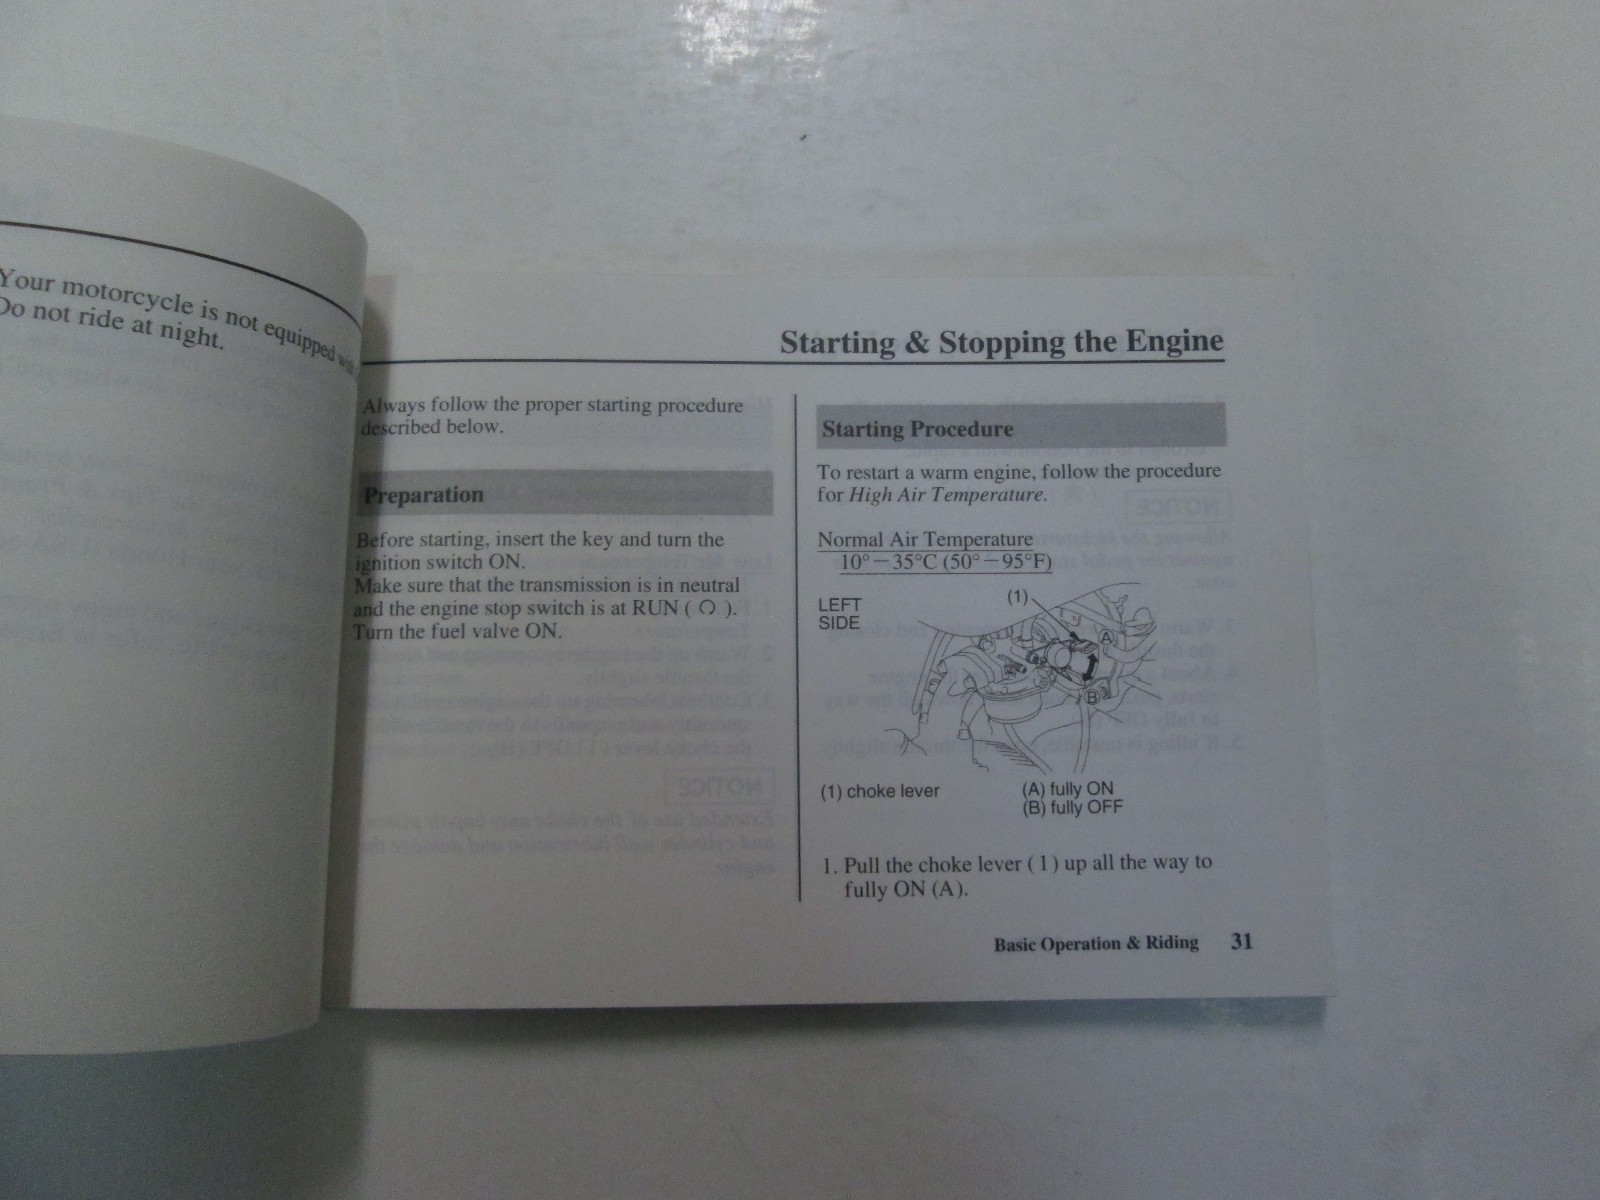 Your motorcycle is not equipped with
Do not ride at night.
Starting & Stopping the Engine
Always follow the proper starting procedure
described below.
Preparation
Before starting, insert the key and turn the
ignition switch ON.
Make sure that the transmission is in neutral
and the engine stop switch is at RUN ( ).
Turn the fuel valve ON.
Starting Procedure
To restart a warm engine, follow the procedure
for High Air Temperature.
Normal Air Temperature
10° – 35°C (50° – 95°F)
LEFT
SIDE
(1)
A
B
(1) choke lever
(A) fully ON
(B) fully OFF
1. Pull the choke lever ( 1 ) up all the way to
fully ON (A).
Basic Operation & Riding 31